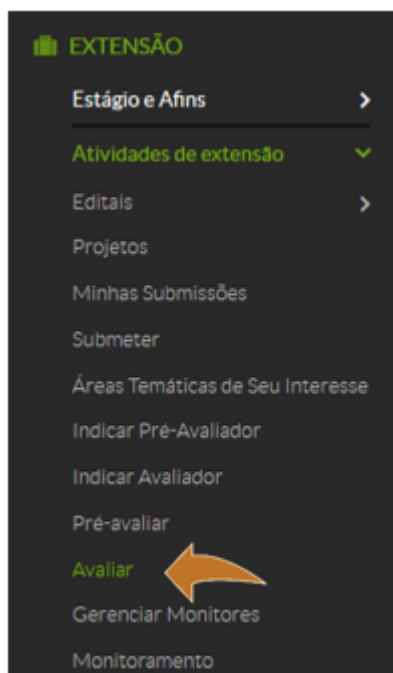 EXTENSÃO
Estágio e Afins
Atividades de extensão
Editais
Projetos
Minhas Submissões
Submeter
Áreas Temáticas de Seu Interesse
Indicar Pré-Avaliador
Indicar Avaliador
Pré-avaliar
Avaliar
Gerenciar Monitores
Monitoramento